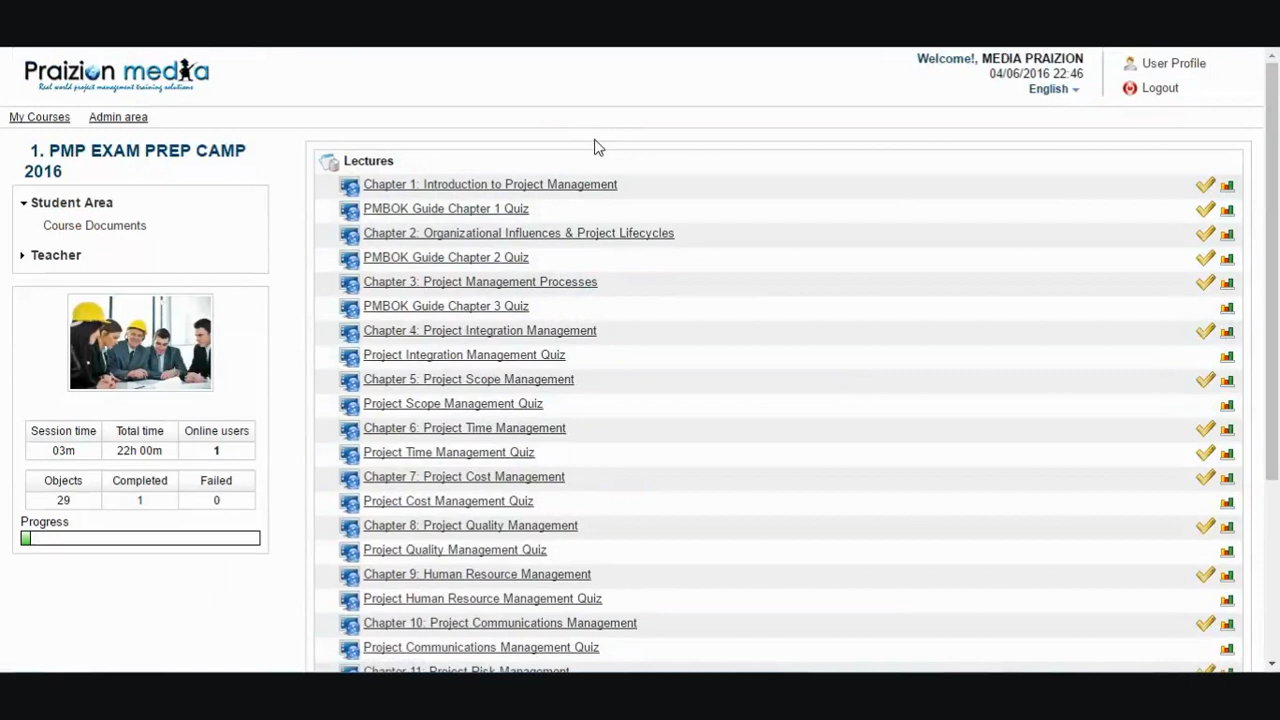 Praizion media
Real world project management training solutions
Welcome!, MEDIA PRAIZION
04/06/2016 22:46
English
User Profile
Logout
My Courses
Admin area
1. PMP EXAM PREP CAMP
2016
Student Area
Course Documents
Teacher
Session time
Total time
Online users
03m
22h 00m
1
Objects
Completed
Failed
29
1
0
Progress
Lectures
Chapter 1: Introduction to Project Management
PMBOK Guide Chapter 1 Quiz
Chapter 2: Organizational Influences & Project Lifecycles
PMBOK Guide Chapter 2 Quiz
Chapter 3: Project Management Processes
PMBOK Guide Chapter 3 Quiz
Chapter 4: Project Integration Management
Project Integration Management Quiz
Chapter 5: Project Scope Management
Project Scope Management Quiz
Chapter 6: Project Time Management
Project Time Management Quiz
Chapter 7: Project Cost Management
Project Cost Management Quiz
Chapter 8: Project Quality Management
Project Quality Management Quiz
Chapter 9: Human Resource Management
Project Human Resource Management Quiz
Chapter 10: Project Communications Management
Project Communications Management Quiz
Chapter 11: Project Risk Management